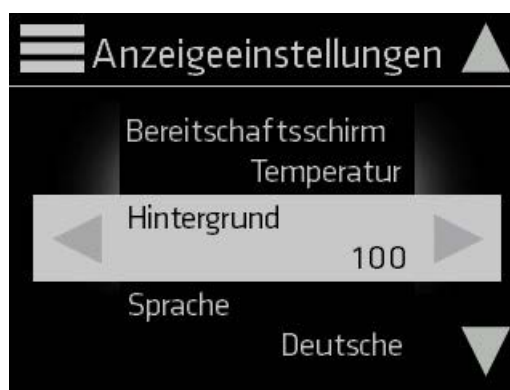 Anzeigeeinstellungen
Bereitschaftsschirm
Temperatur
Hintergrund
100
Sprache
Deutsche